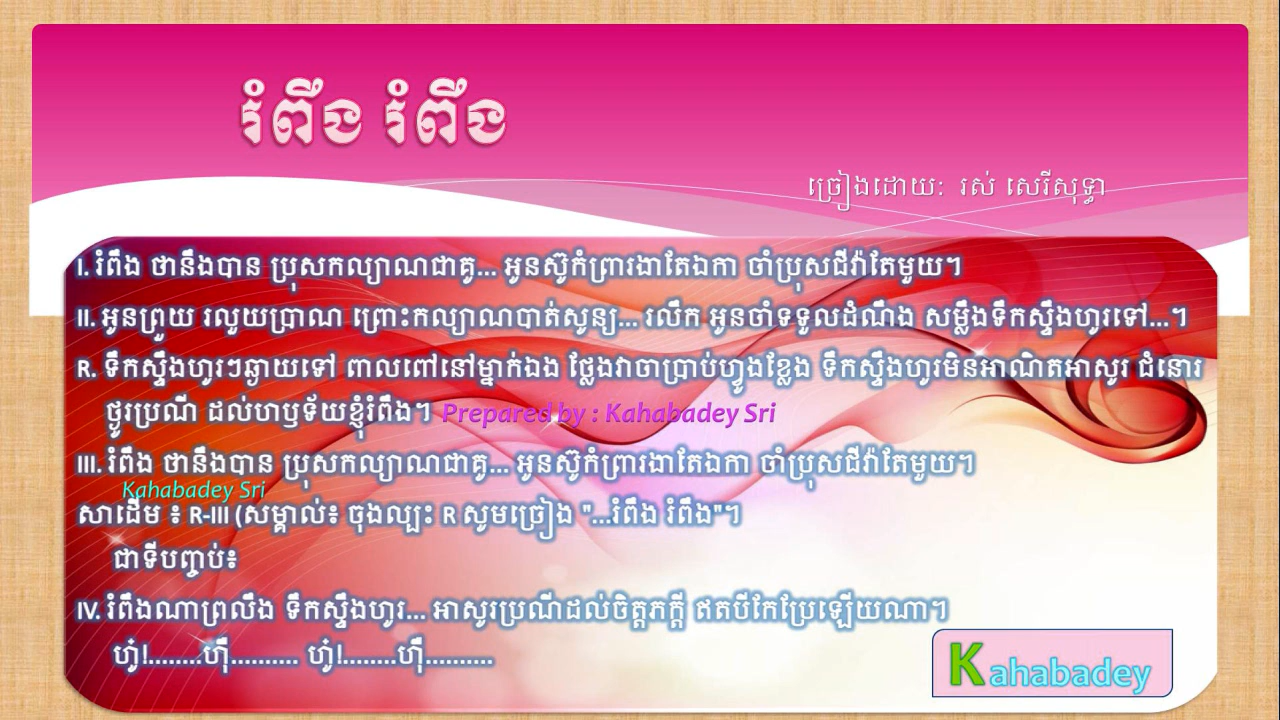 រំពឹង រំពឹង
ច្រៀងដោយ: រស់ សេរីសុទ្ធា
I. រំពឹង ថានឹងបាន ប្រុសកល្យាណជាគូ... អូនស៊ូកំព្រារងាតែឯកា ចាំប្រុសជីវ៉ាតែមួយ។
II. អូនព្រួយ រលួយប្រាណ ព្រោះកល្យាណបាត់សូន្យ... រលឹក អូនចាំទទួលដំណឹង សម្លឹងទឹកស្ទឹងហូរទៅ...។
R. ទឹកស្ទឹងហូរៗឆ្ងាយទៅ ពាលពៅនៅម្នាក់ឯង ថ្លែងវាចាប្រាប់ហ្វូងខ្លែង ទឹកស្ទឹងហូរមិនអាណិតអាសូរ ជំនោរ
ថ្ងូរប្រណី ដល់ហឫទ័យខ្ញុំរំពឹង។ Prepared by : Kahabadey Sri
III. រំពឹង ថានឹងបាន ប្រុសកល្យាណជាគូ... អូនស៊ូកំព្រារងាតែឯកា ចាំប្រុសជីវ៉ាតែមួយ។
Kahabadey Sri
សាដើម ៖ R-III (សម្គាល់៖ ចុងល្បះ R សូមច្រៀង "...រំពឹង រំពឹង"។
ជាទីបញ្ចប់៖
IV. រំពឹងណាព្រលឹង ទឹកស្ទឹងហូរ... អាសូរប្រណីដល់ចិត្តភក្តី ឥតបីកែប្រែឡើយណា។
ហ៊ូំ!........ហ៊ឹ.......... ហ៊ូំ!........ហ៊ឹ..........
Kahabadey